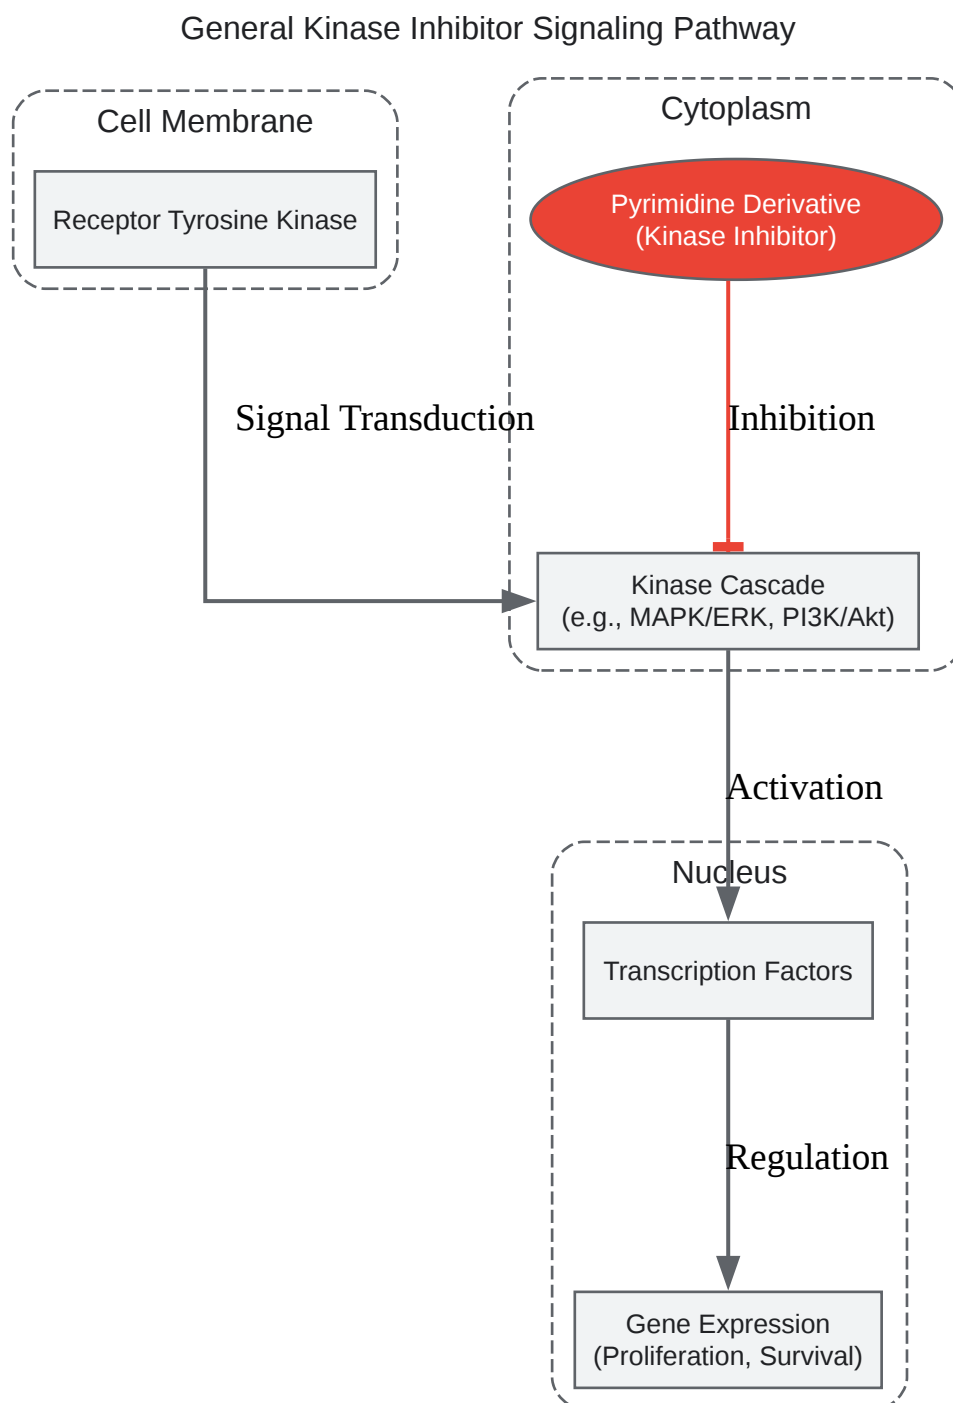 General Kinase Inhibitor Signaling Pathway
Cell Membrane
Cytoplasm
Receptor Tyrosine Kinase
Pyrimidine Derivative
(Kinase Inhibitor)
Signal Transduction
Inhibition
Kinase Cascade
(e.g., MAPK/ERK, PI3K/Akt)
Activation
Nucleus
Transcription Factors
Regulation
Gene Expression
(Proliferation, Survival)